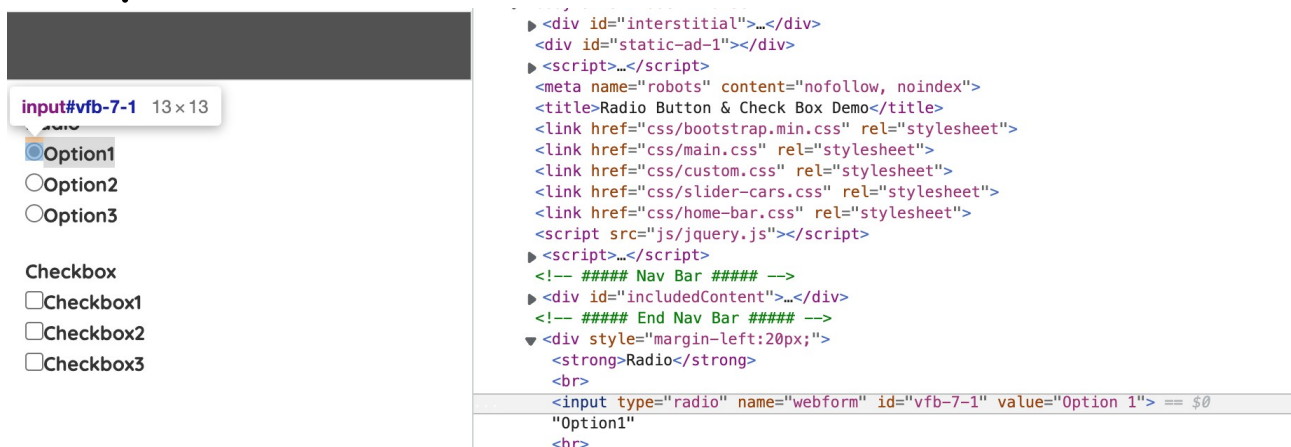 input#vfb-7-1 13 × 13
Radio
Option1
Option2
Option3
Checkbox
Checkbox1
Checkbox2
Checkbox3
▶ <div id="interstitial">…</div>
<div id="static-ad-1"></div>
▶ <script>…</script>
<meta name="robots" content="nofollow, noindex">
<title>Radio Button & Check Box Demo</title>
<link href="css/bootstrap.min.css" rel="stylesheet">
<link href="css/main.css" rel="stylesheet">
<link href="css/custom.css" rel="stylesheet">
<link href="css/slider-cars.css" rel="stylesheet">
<link href="css/home-bar.css" rel="stylesheet">
<script src="js/jquery.js"></script>
▶ <script>…</script>
<!-- ##### Nav Bar ##### -->
▶ <div id="includedContent">…</div>
<!-- ##### End Nav Bar ##### -->
▼ <div style="margin-left:20px;">
<strong>Radio</strong>
<br>
<input type="radio" name="webform" id="vfb-7-1" value="Option 1"> == $0
"Option1"
<br>